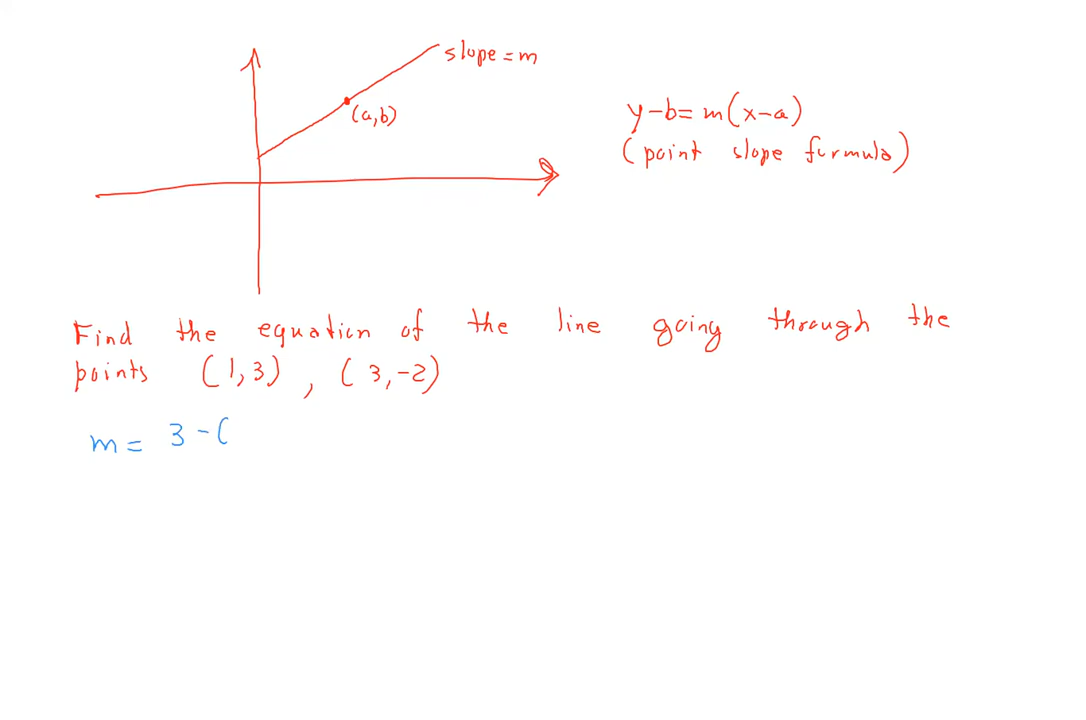 slope = m
(a,b)
y-b = m(x-a)
(point slope formula)
Find the equation of the line going through the
points (1,3) , (3,-2)
m = 3 - (